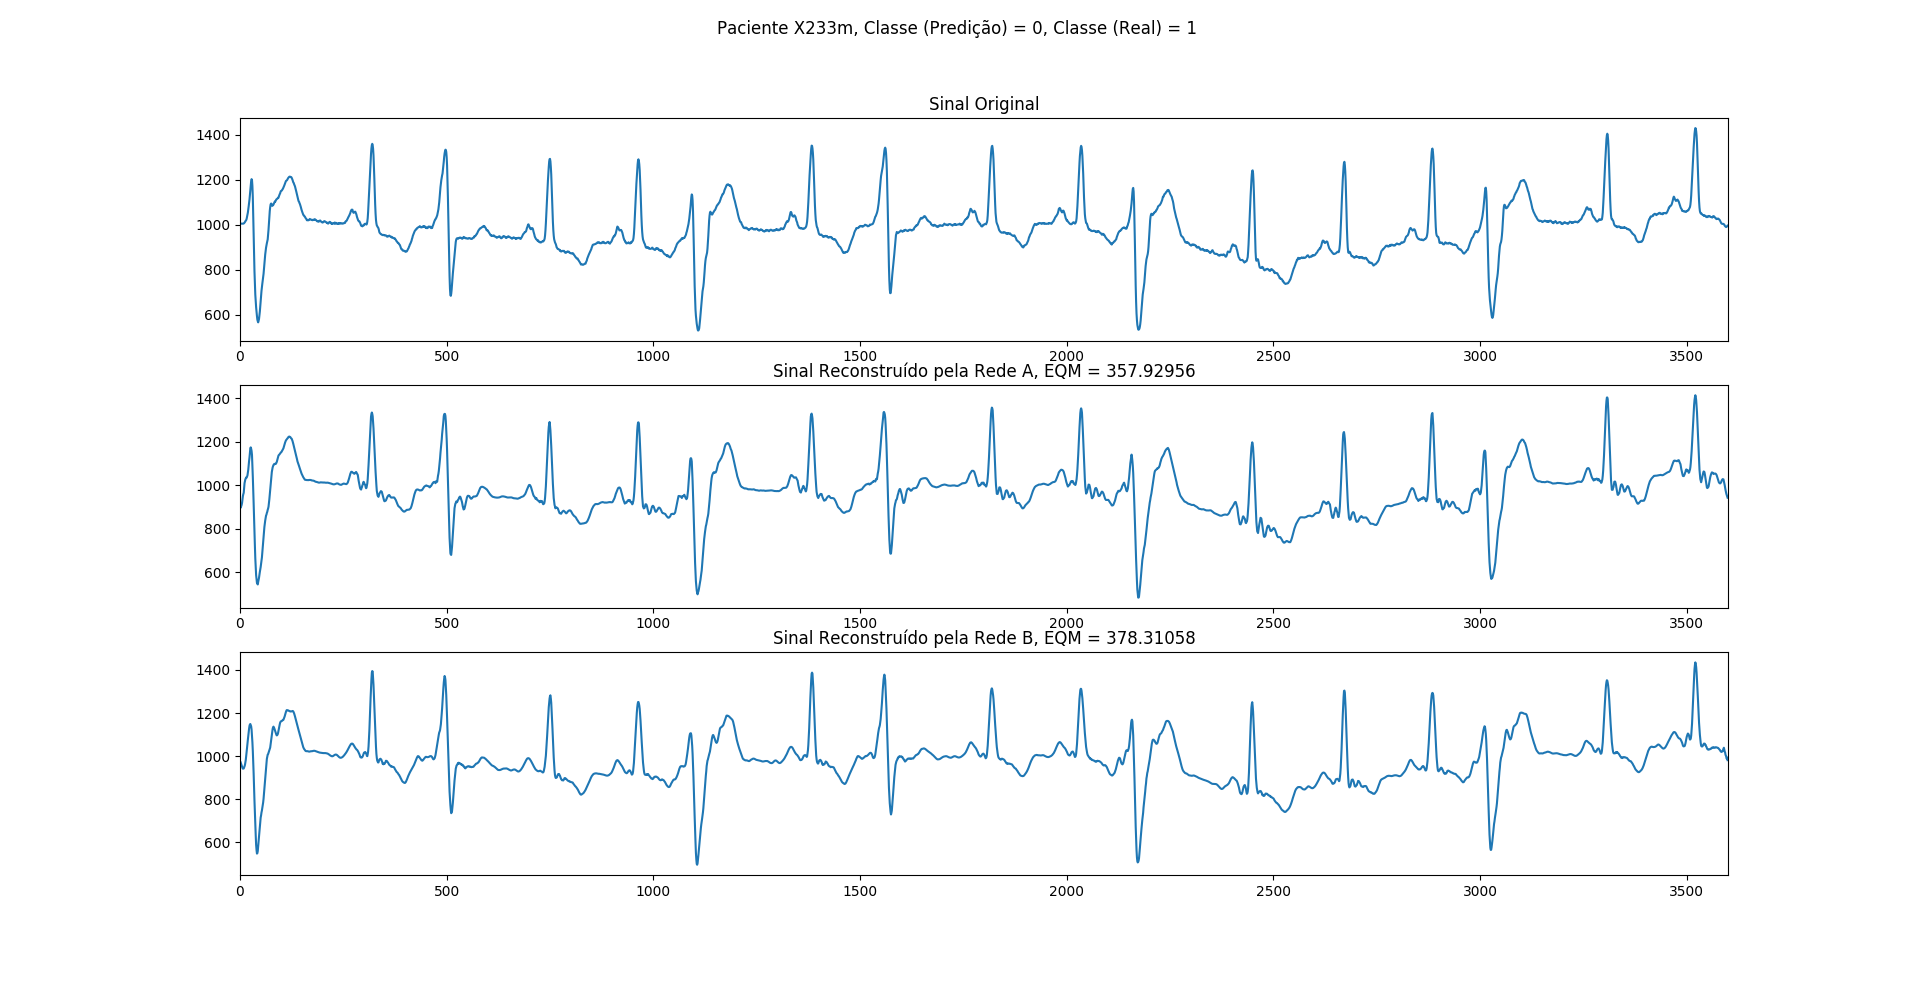 Paciente X233m, Classe (Predição) = 0, Classe (Real) = 1
Sinal Original
1400
1200
1000
800
600
0 500 1000 1500 2000 2500 3000 3500
Sinal Reconstruído pela Rede A, EQM = 357.92956
1400
1200
1000
800
600
0 500 1000 1500 2000 2500 3000 3500
Sinal Reconstruído pela Rede B, EQM = 378.31058
1400
1200
1000
800
600
0 500 1000 1500 2000 2500 3000 3500